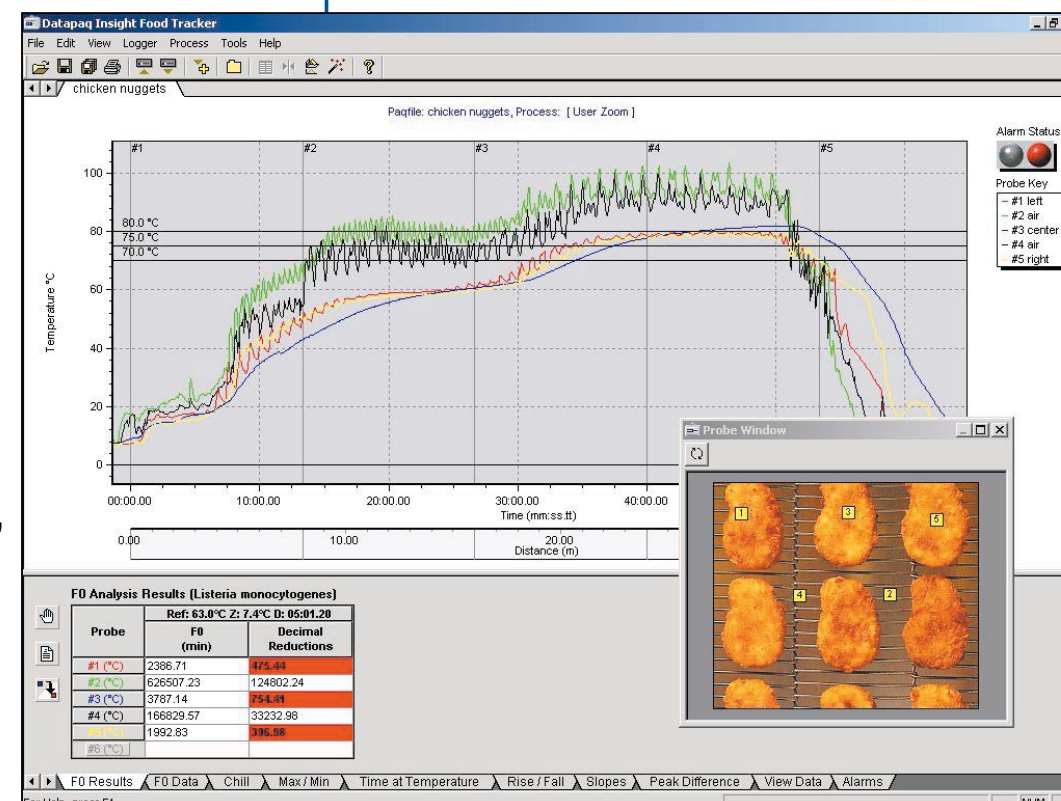 Datapaq Insight Food Tracker
File Edit View Logger Process Tools Help
chicken nuggets
Paqfile: chicken nuggets, Process: [ User Zoom ]
#1 #2 #3 #4 #5
Alarm Status
Probe Key
#1 left
#2 air
#3 center
#4 air
#5 right
100
80
60
40
20
0
80.0 °C
75.0 °C
70.0 °C
Temperature °C
00:00.00 10:00.00 20:00.00 30:00.00 40:00.00
Time (mm:ss.tt)
0.00 10.00 20.00
Distance (m)
Probe Window
1 3 5
4 2
F0 Analysis Results (Listeria monocytogenes)
Ref: 63.0°C Z: 7.4°C D: 05:01.20
Probe F0 (min) Decimal Reductions
#1 (°C) 2386.71 475.44
#2 (°C) 626507.23 124802.24
#3 (°C) 3787.14 754.41
#4 (°C) 166829.57 33232.98
#5 (°C) 1992.83 396.98
#6 (°C)
F0 Results F0 Data Chill Max / Min Time at Temperature Rise / Fall Slopes Peak Difference View Data Alarms
For Help, press F1
NUM